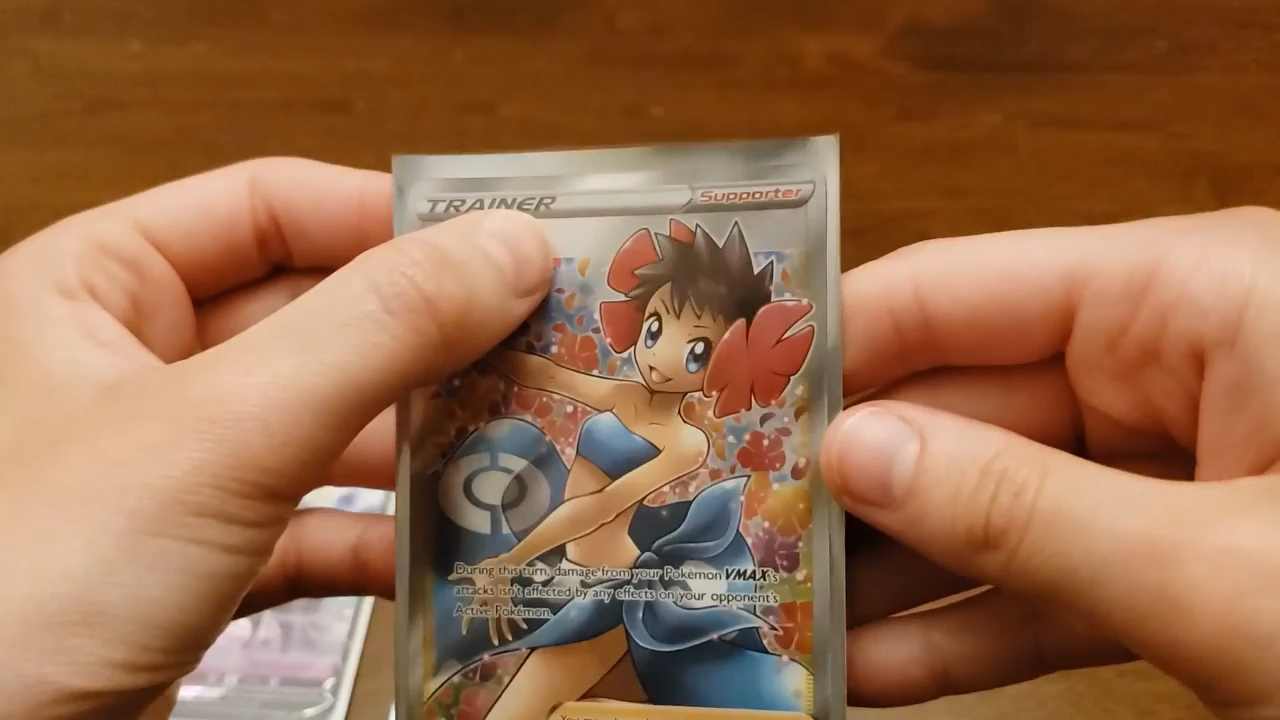 TRAINER
Supporter
During this turn, damage from your Pokémon VMAX's
attacks isn't affected by any effects on your opponent's
Active Pokémon.